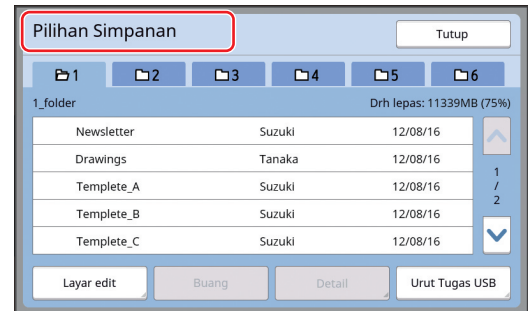 Pilihan Simpanan
Tutup
1 2 3 4 5 6
1_folder Drh lepas: 11339MB (75%)
Newsletter Suzuki 12/08/16
Drawings Tanaka 12/08/16
Templete_A Suzuki 12/08/16
Templete_B Suzuki 12/08/16
Templete_C Suzuki 12/08/16
1
/
2
Layar edit Buang Detail Urut Tugas USB